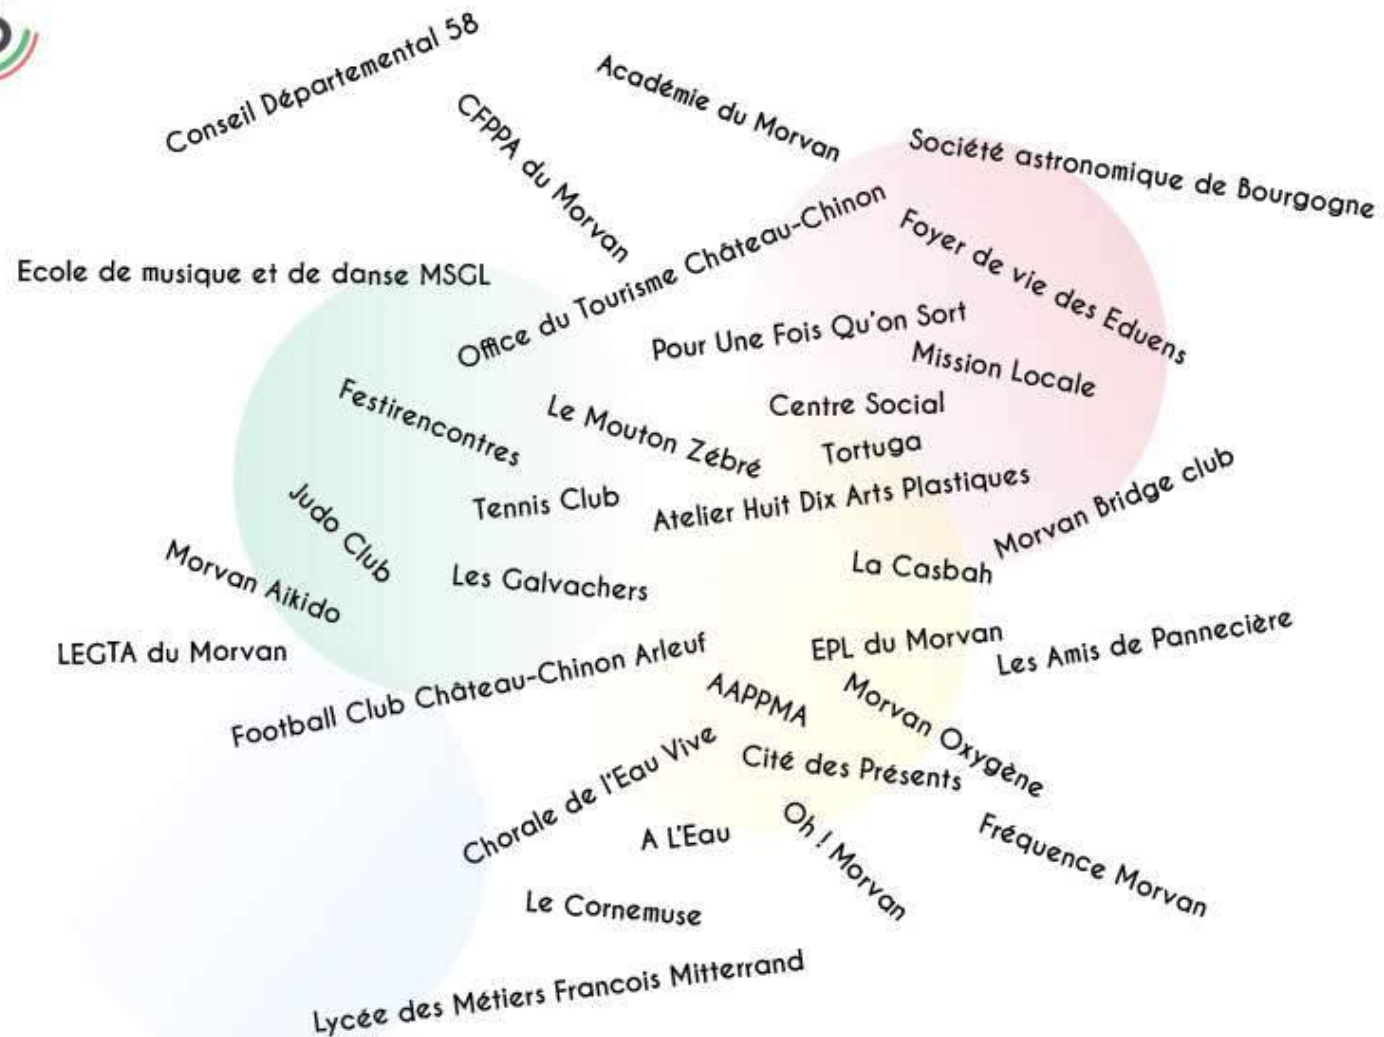 Conseil Départemental 58
Académie du Morvan
CFPPA du Morvan
Société astronomique de Bourgogne
Ecole de musique et de danse MSGL
Office du Tourisme Château-Chinon
Foyer de vie des Eduens
Pour Une Fois Qu'on Sort
Mission Locale
Festirencontres
Le Mouton Zébré
Centre Social
Tortuga
Judo Club
Tennis Club
Atelier Huit Dix Arts Plastiques
Morvan Bridge club
Morvan Aikido
Les Galvachers
La Casbah
LEGTA du Morvan
Football Club Château-Chinon Arleuf
EPL du Morvan
Les Amis de Pannecière
AAPPMA
Morvan Oxygène
Chorale de l'Eau Vive
Cité des Présents
A L'Eau
Oh ! Morvan
Fréquence Morvan
Le Cornemuse
Lycée des Métiers Francois Mitterrand